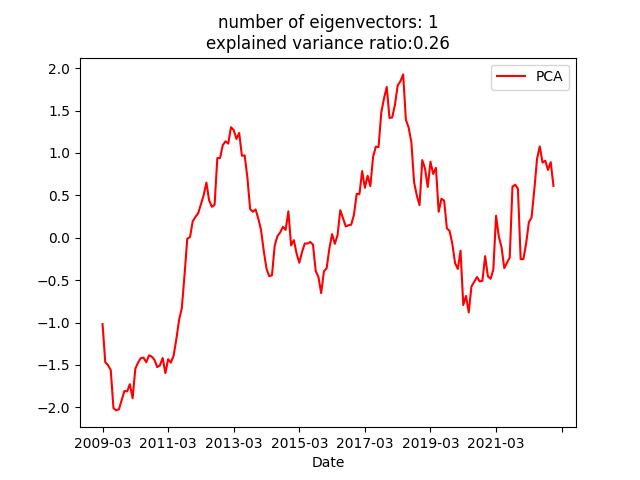 number of eigenvectors: 1
explained variance ratio:0.26
PCA
2.0
1.5
1.0
0.5
0.0
−0.5
−1.0
−1.5
−2.0
2009-03 2011-03 2013-03 2015-03 2017-03 2019-03 2021-03
Date